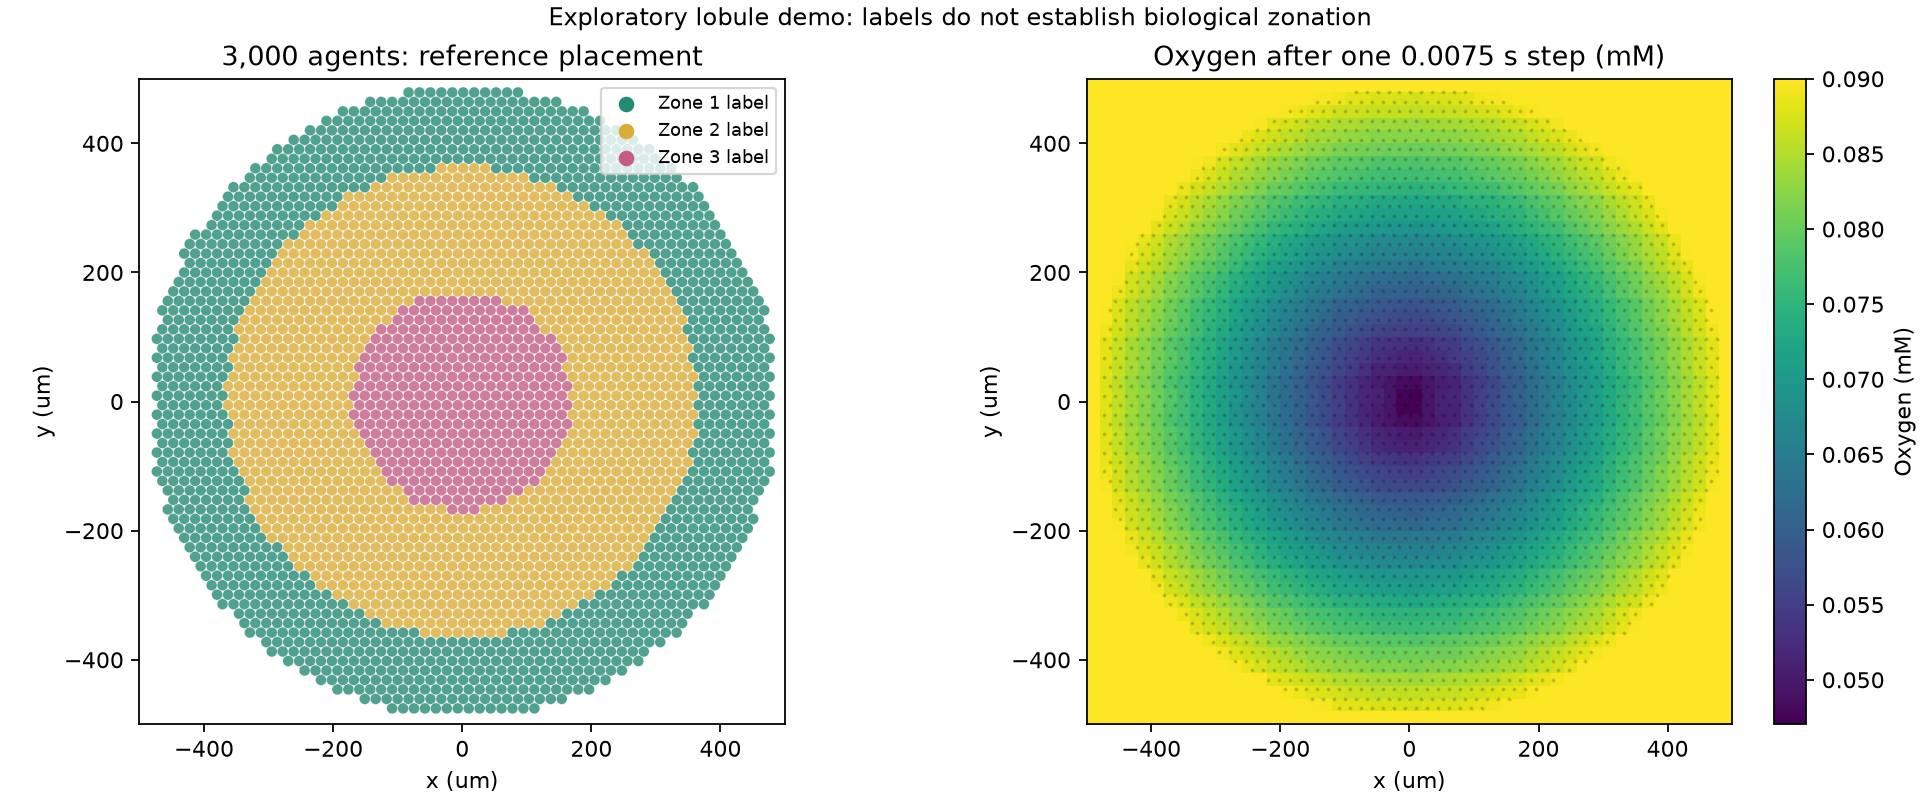 Exploratory lobule demo: labels do not establish biological zonation
3,000 agents: reference placement
Zone 1 label
Zone 2 label
Zone 3 label
400
200
0
−200
−400
y (um)
−400 −200 0 200 400
x (um)
Oxygen after one 0.0075 s step (mM)
400
200
0
−200
−400
y (um)
−400 −200 0 200 400
x (um)
0.090
0.085
0.080
0.075
0.070
0.065
0.060
0.055
0.050
Oxygen (mM)